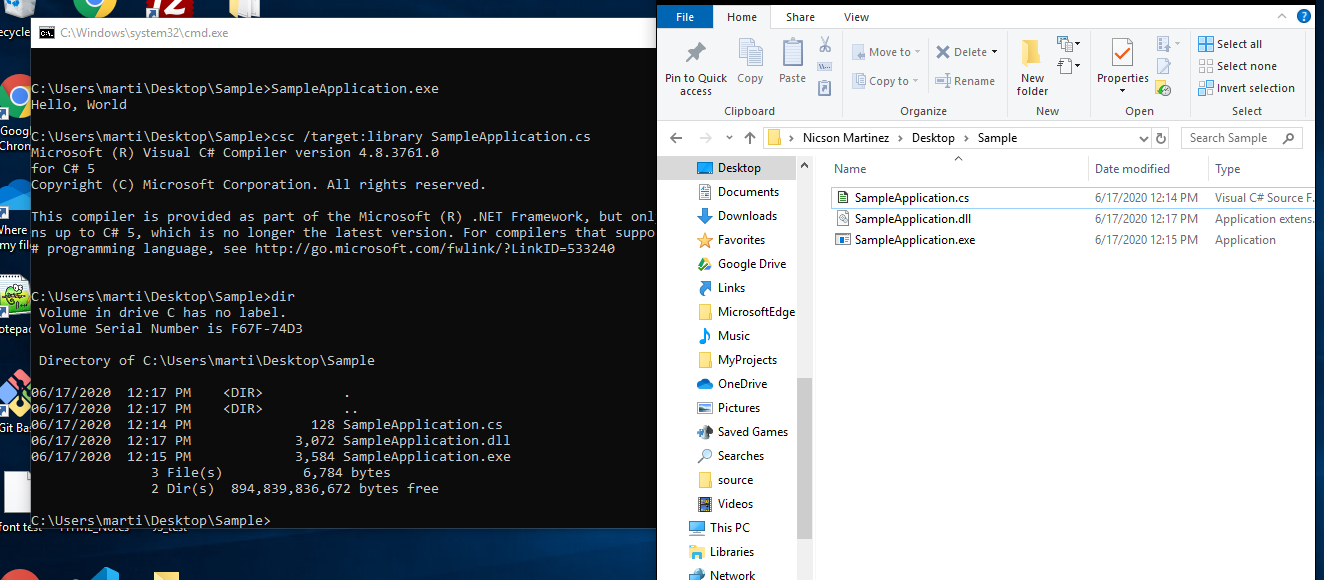 ecycle
Goog
Chron
Where
my file
otepac
Git Bas
font test
HTML_Notes
JS_test
C:\Windows\system32\cmd.exe
C:\Users\marti\Desktop\Sample>SampleApplication.exe
Hello, World
C:\Users\marti\Desktop\Sample>csc /target:library SampleApplication.cs
Microsoft (R) Visual C# Compiler version 4.8.3761.0
for C# 5
Copyright (C) Microsoft Corporation. All rights reserved.
This compiler is provided as part of the Microsoft (R) .NET Framework, but onl
ns up to C# 5, which is no longer the latest version. For compilers that suppo
# programming language, see http://go.microsoft.com/fwlink/?LinkID=533240
C:\Users\marti\Desktop\Sample>dir
Volume in drive C has no label.
Volume Serial Number is F67F-74D3
Directory of C:\Users\marti\Desktop\Sample
06/17/2020 12:17 PM <DIR> .
06/17/2020 12:17 PM <DIR> ..
06/17/2020 12:14 PM 128 SampleApplication.cs
06/17/2020 12:17 PM 3,072 SampleApplication.dll
06/17/2020 12:15 PM 3,584 SampleApplication.exe
3 File(s) 6,784 bytes
2 Dir(s) 894,839,836,672 bytes free
C:\Users\marti\Desktop\Sample>
File Home Share View
Pin to Quick access
Copy
Paste
Clipboard
Move to
Copy to
Delete
Rename
Organize
New folder
New
Properties
Open
Select all
Select none
Invert selection
Select
Nicson Martinez > Desktop > Sample
Search Sample
Desktop
Documents
Downloads
Favorites
Google Drive
Links
MicrosoftEdge
Music
MyProjects
OneDrive
Pictures
Saved Games
Searches
source
Videos
This PC
Libraries
Network
Name Date modified Type
SampleApplication.cs 6/17/2020 12:14 PM Visual C# Source F
SampleApplication.dll 6/17/2020 12:17 PM Application extens
SampleApplication.exe 6/17/2020 12:15 PM Application